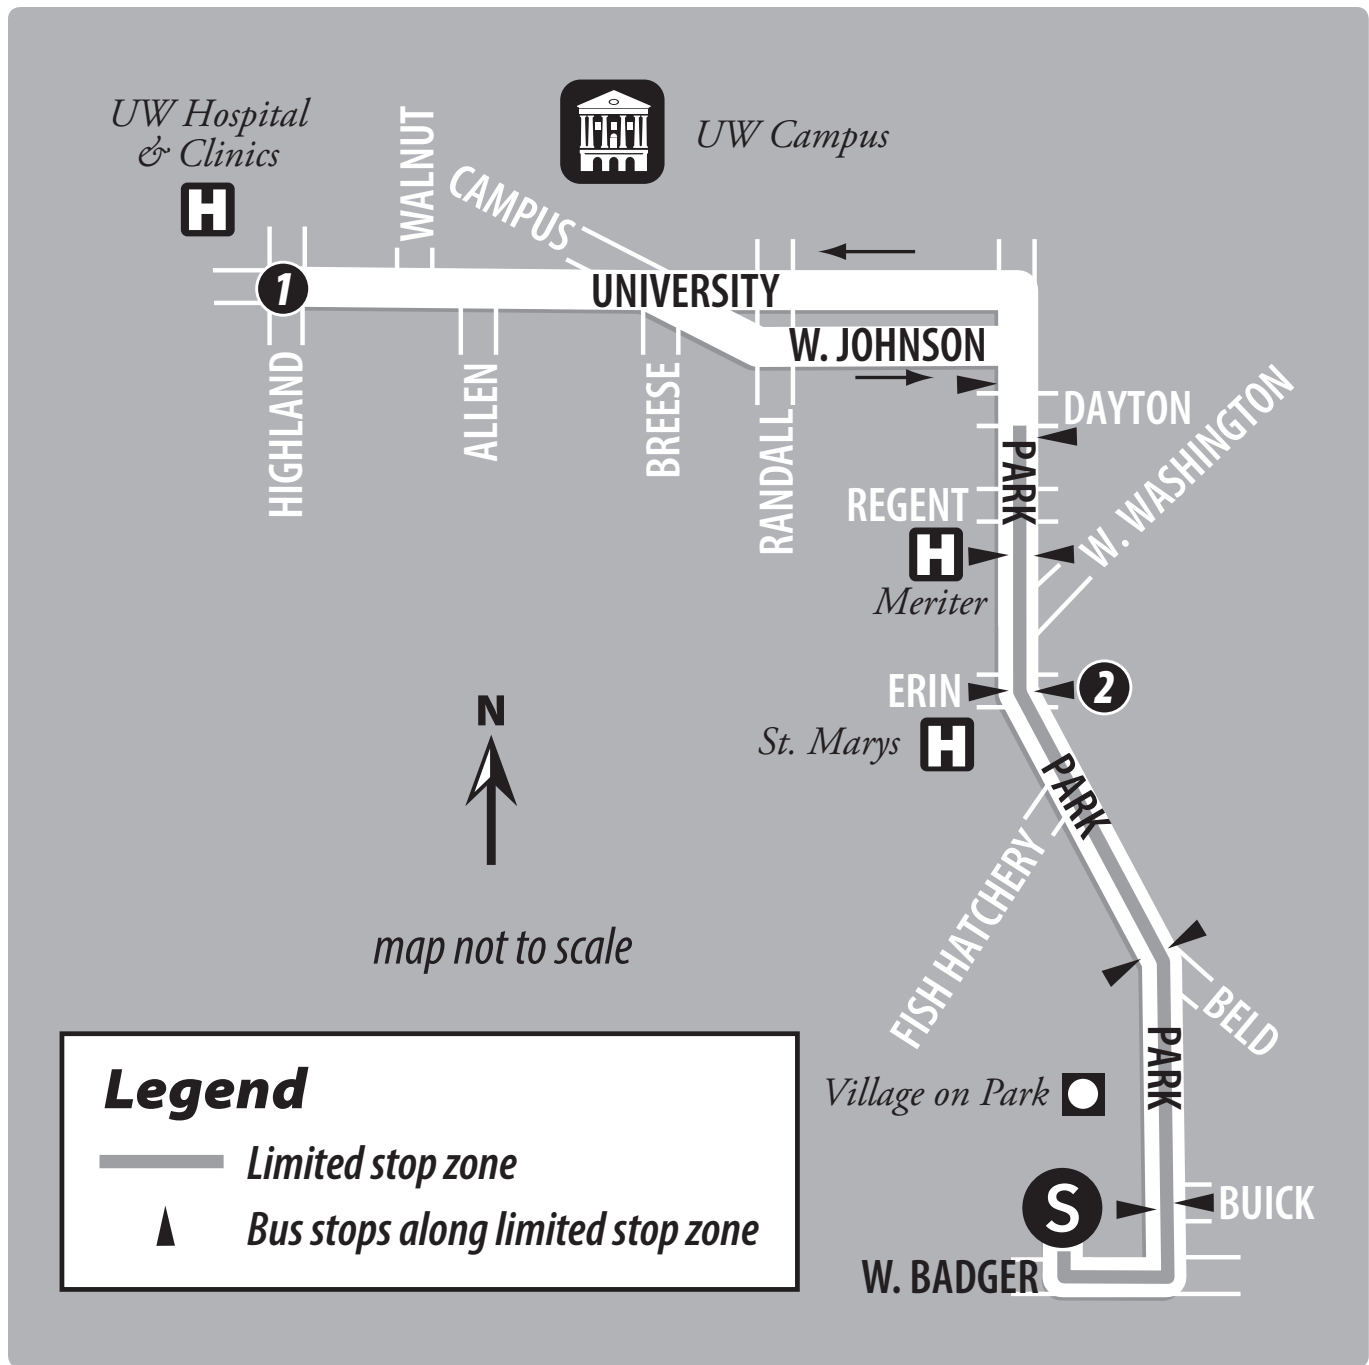 UW Hospital
& Clinics
H
WALNUT
CAMPUS
UW Campus
1
UNIVERSITY
W. JOHNSON
HIGHLAND
ALLEN
BREESE
RANDALL
DAYTON
PARK
W. WASHINGTON
REGENT
H
Meriter
ERIN
2
St. Marys
H
N
PARK
FISH HATCHERY
map not to scale
BELD
PARK
Village on Park
S
BUICK
W. BADGER
Legend
Limited stop zone
Bus stops along limited stop zone